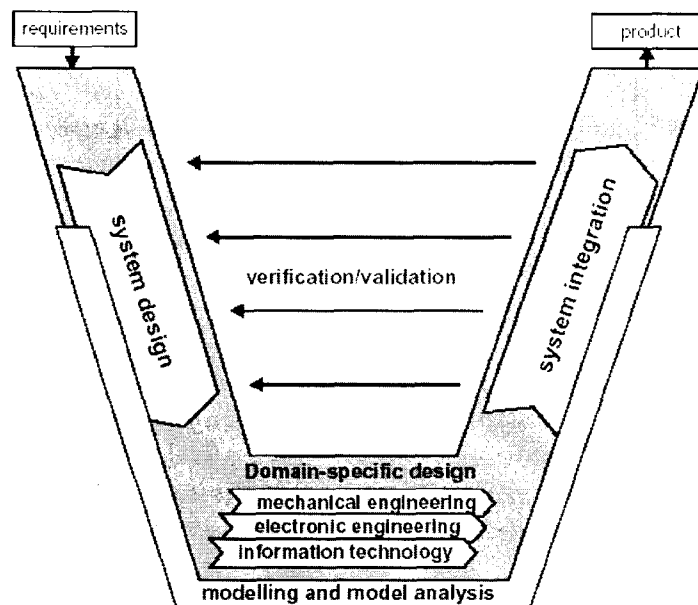 requirements
product
system design
verification/validation
system integration
Domain-specific design
mechanical engineering
electronic engineering
information technology
modelling and model analysis